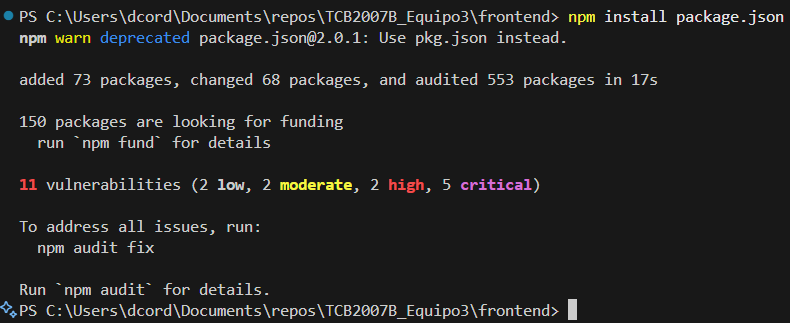 PS C:\Users\dcord\Documents\repos\TCB2007B_Equipo3\frontend> npm install package.json
npm warn deprecated package.json@2.0.1: Use pkg.json instead.
added 73 packages, changed 68 packages, and audited 553 packages in 17s
150 packages are looking for funding
  run `npm fund` for details
11 vulnerabilities (2 low, 2 moderate, 2 high, 5 critical)
To address all issues, run:
  npm audit fix
Run `npm audit` for details.
PS C:\Users\dcord\Documents\repos\TCB2007B_Equipo3\frontend>